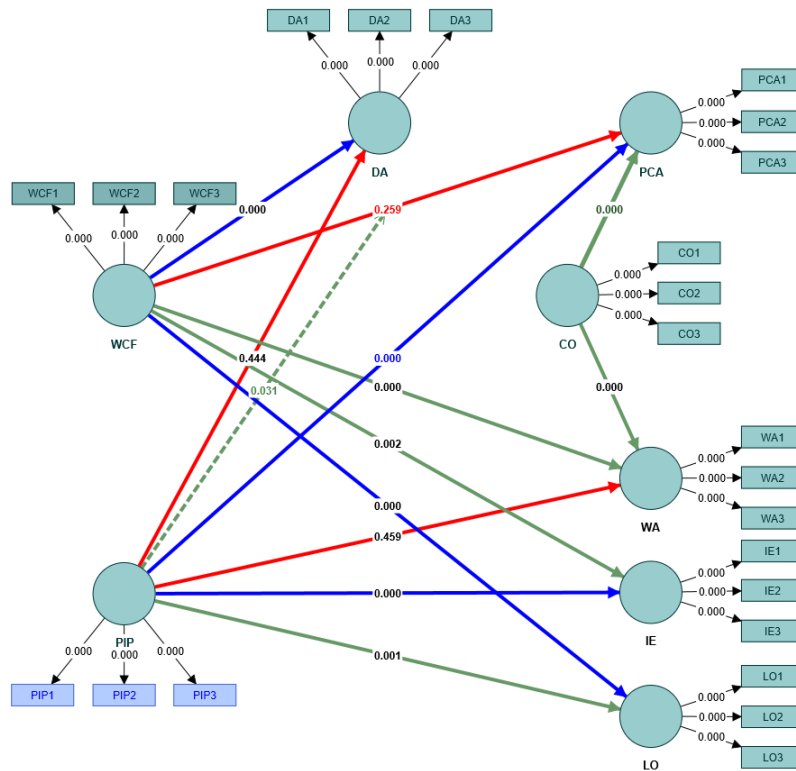 DA1 DA2 DA3
0.000 0.000 0.000
DA
PCA1
0.000
PCA2
0.000
PCA3
0.000
PCA
WCF1 WCF2 WCF3
0.000 0.000 0.000
WCF
0.000
0.259
0.000
CO1
0.000
CO2
0.000
CO3
0.000
CO
0.444
0.000
0.031
0.000
0.000
0.002
WA1
0.000
WA2
0.000
WA3
0.000
WA
0.000
0.459
IE1
0.000
IE2
0.000
IE3
0.000
IE
0.000
PIP
0.000 0.000 0.000
PIP1 PIP2 PIP3
0.001
LO1
0.000
LO2
0.000
LO3
0.000
LO